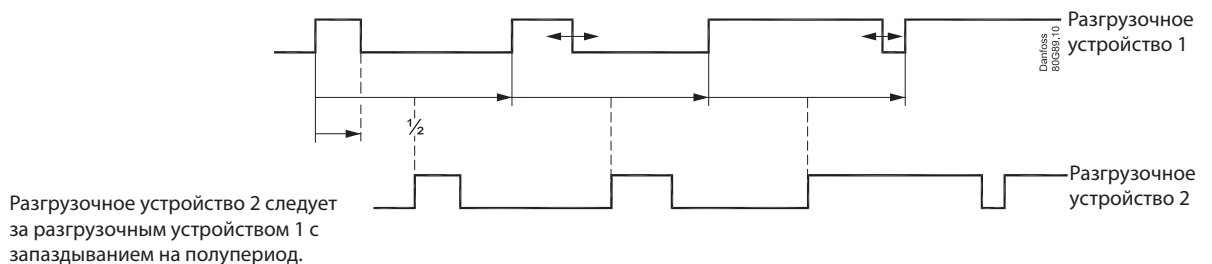 Разгрузочное
устройство 1
Danfoss
80G89.10
½
Разгрузочное
устройство 2
Разгрузочное устройство 2 следует
за разгрузочным устройством 1 с
запаздыванием на полупериод.